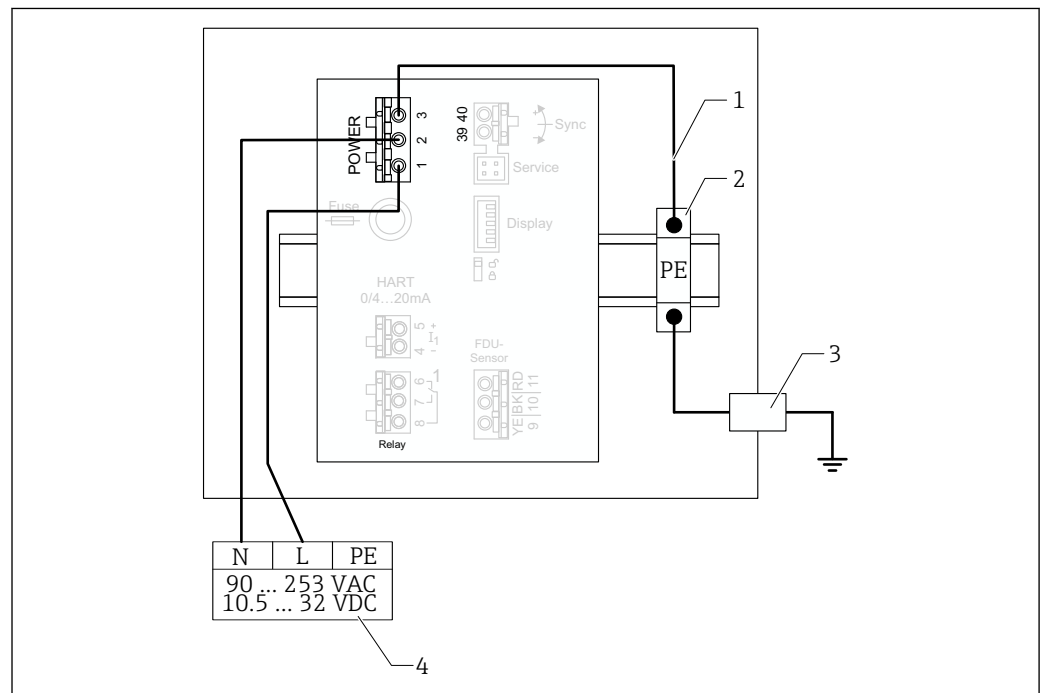 POWER
3
2
1
39 40
+
-
Sync
Service
1
2
Fuse
Display
PE
HART
0/4...20mA
5 +
I1
4 -
FDU-
Sensor
3
6 1
7
8
YE|BK|RD
9 |10|11
Relay
N L PE
90 ... 253 VAC
10.5 ... 32 VDC
4